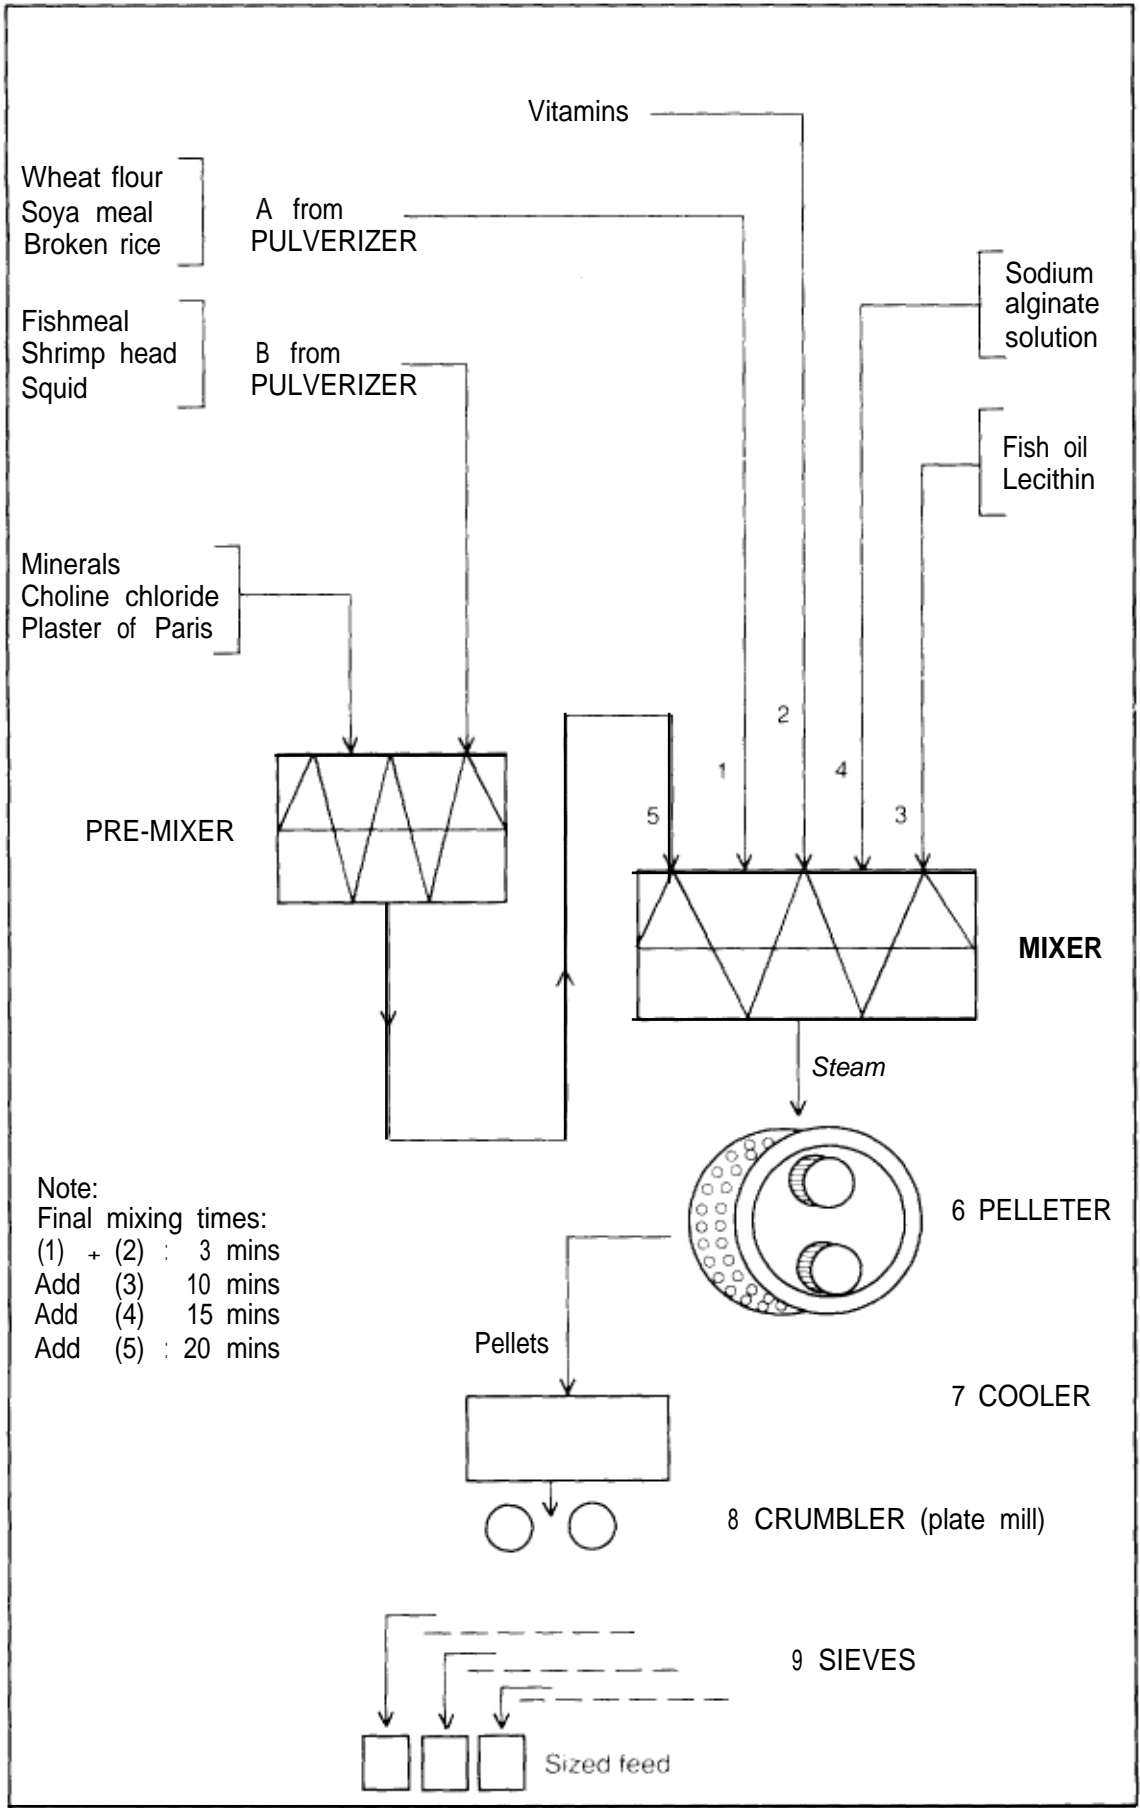 Vitamins
Wheat flour
Soya meal
Broken rice
A from
PULVERIZER
Sodium
alginate
solution
Fishmeal
Shrimp head
Squid
B from
PULVERIZER
Fish oil
Lecithin
Minerals
Choline chloride
Plaster of Paris
2
1
4
5
3
PRE-MIXER
MIXER
Steam
Note:
Final mixing times:
(1) + (2) : 3 mins
Add (3) 10 mins
Add (4) 15 mins
Add (5) : 20 mins
6 PELLETER
Pellets
7 COOLER
8 CRUMBLER (plate mill)
9 SIEVES
Sized feed